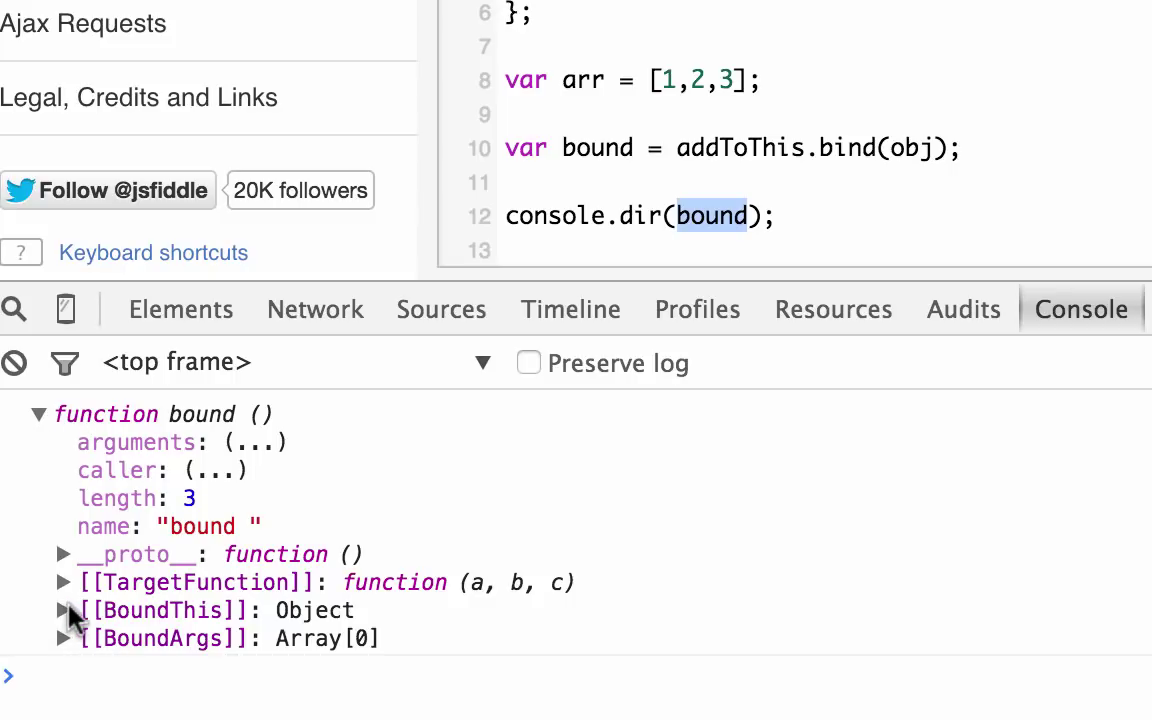 Ajax Requests
Legal, Credits and Links
Follow @jsfiddle 20K followers
? Keyboard shortcuts
6 };
7
8 var arr = [1,2,3];
9
10 var bound = addToThis.bind(obj);
11
12 console.dir(bound);
13
Elements Network Sources Timeline Profiles Resources Audits Console
<top frame> ▼ Preserve log
▼ function bound ()
arguments: (...)
caller: (...)
length: 3
name: "bound "
▶ __proto__: function ()
▶ [[TargetFunction]]: function (a, b, c)
▶ [[BoundThis]]: Object
▶ [[BoundArgs]]: Array[0]
>